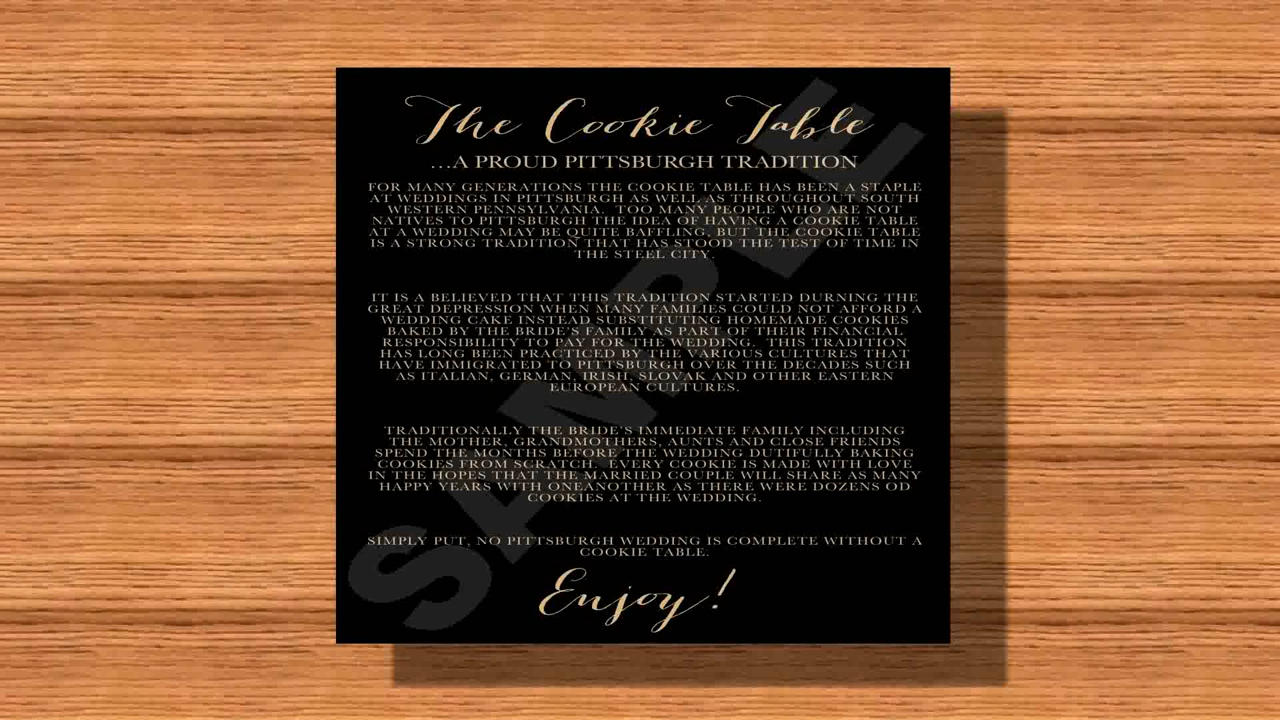 The Cookie Table
...A PROUD PITTSBURGH TRADITION
FOR MANY GENERATIONS THE COOKIE TABLE HAS BEEN A STAPLE
AT WEDDINGS IN PITTSBURGH AS WELL AS THROUGHOUT SOUTH
WESTERN PENNSYLVANIA. TOO MANY PEOPLE WHO ARE NOT
NATIVES TO PITTSBURGH THE IDEA OF HAVING A COOKIE TABLE
AT A WEDDING MAY BE QUITE BAFFLING, BUT THE COOKIE TABLE
IS A STRONG TRADITION THAT HAS STOOD THE TEST OF TIME IN
THE STEEL CITY.
IT IS A BELIEVED THAT THIS TRADITION STARTED DURNING THE
GREAT DEPRESSION WHEN MANY FAMILIES COULD NOT AFFORD A
WEDDING CAKE INSTEAD SUBSTITUTING HOMEMADE COOKIES
BAKED BY THE BRIDE'S FAMILY AS PART OF THEIR FINANCIAL
RESPONSIBILITY TO PAY FOR THE WEDDING. THIS TRADITION
HAS LONG BEEN PRACTICED BY THE VARIOUS CULTURES THAT
HAVE IMMIGRATED TO PITTSBURGH OVER THE DECADES SUCH
AS ITALIAN, GERMAN, IRISH, SLOVAK AND OTHER EASTERN
EUROPEAN CULTURES.
TRADITIONALLY THE BRIDE'S IMMEDIATE FAMILY INCLUDING
THE MOTHER, GRANDMOTHERS, AUNTS AND CLOSE FRIENDS
SPEND THE MONTHS BEFORE THE WEDDING DUTIFULLY BAKING
COOKIES FROM SCRATCH. EVERY COOKIE IS MADE WITH LOVE
IN THE HOPES THAT THE MARRIED COUPLE WILL SHARE AS MANY
HAPPY YEARS WITH ONEANOTHER AS THERE WERE DOZENS OD
COOKIES AT THE WEDDING.
SIMPLY PUT, NO PITTSBURGH WEDDING IS COMPLETE WITHOUT A
COOKIE TABLE.
Enjoy!
SAMPLE